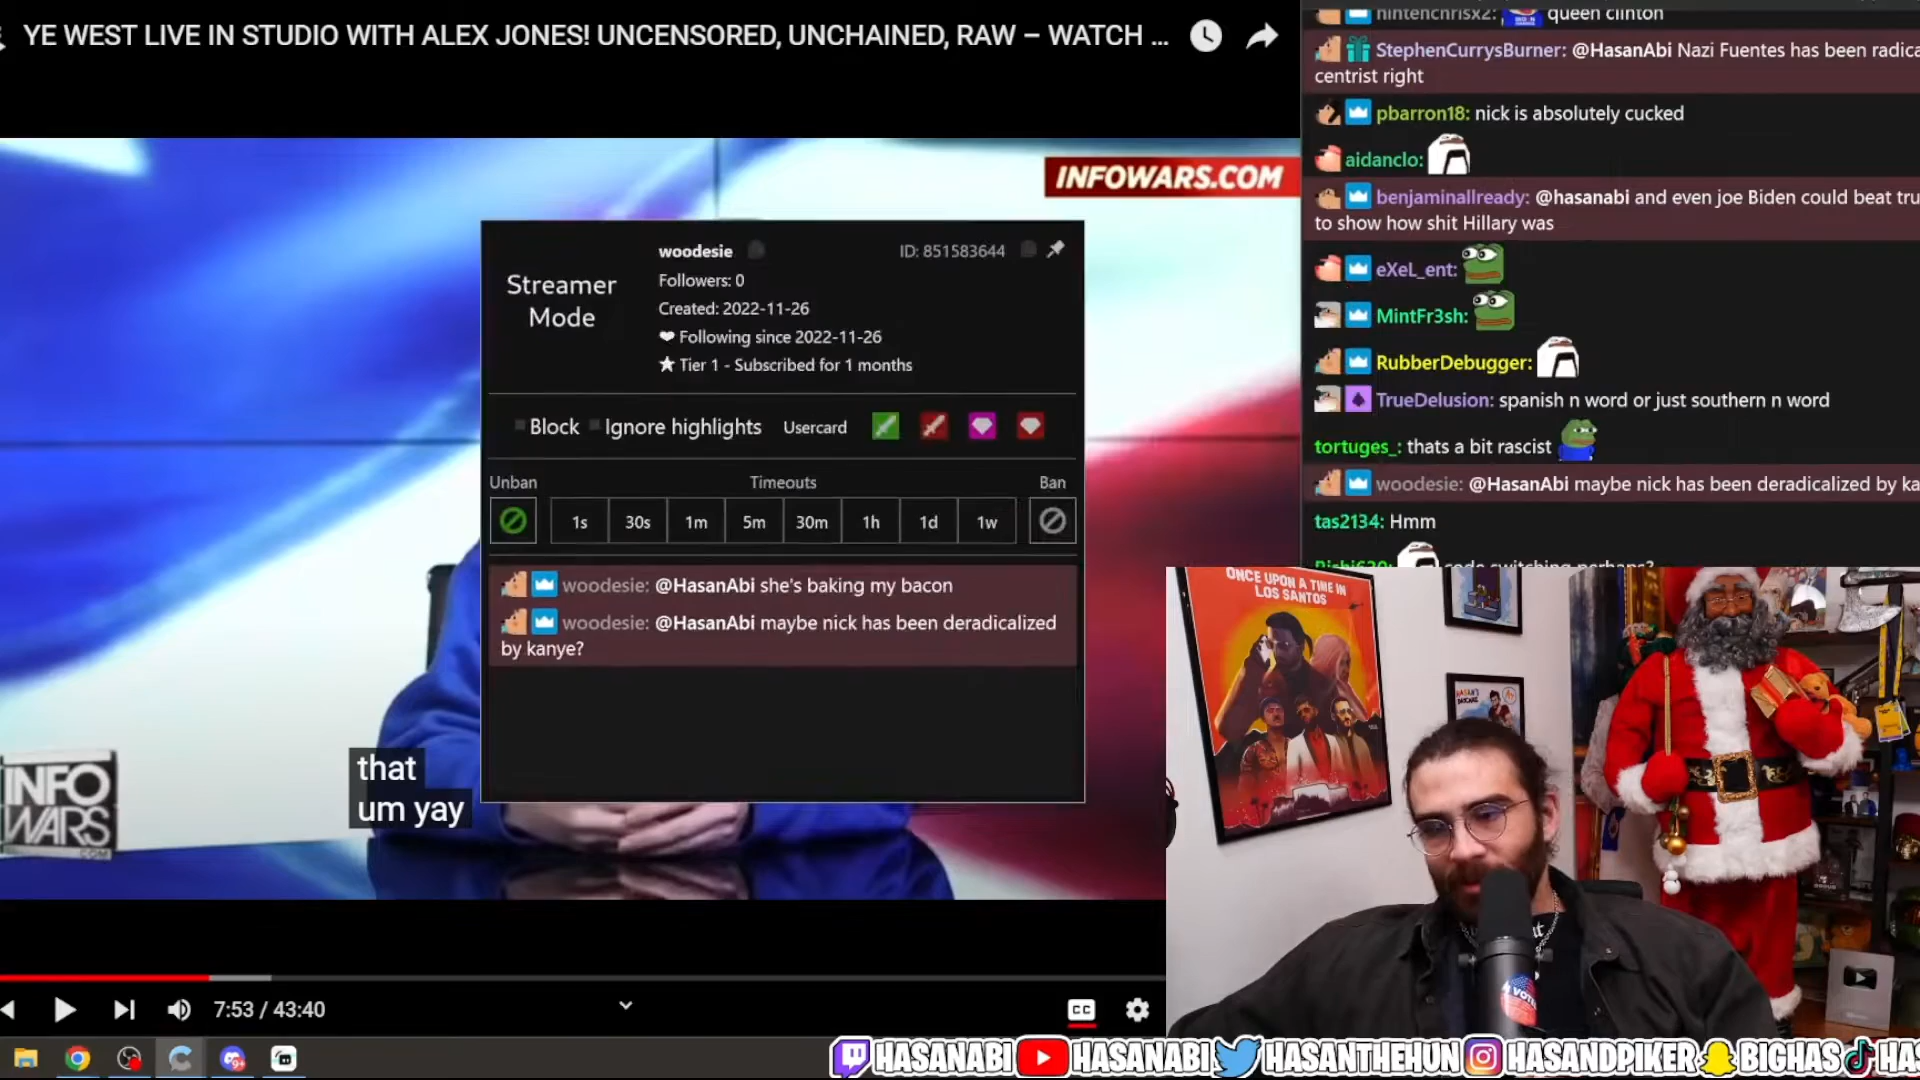 YE WEST LIVE IN STUDIO WITH ALEX JONES! UNCENSORED, UNCHAINED, RAW – WATCH ...
INFOWARS.COM
woodesie
ID: 851583644
Followers: 0
Created: 2022-11-26
Following since 2022-11-26
Tier 1 - Subscribed for 1 months
Streamer
Mode
Block
Ignore highlights
Usercard
Unban
Timeouts
Ban
1s
30s
1m
5m
30m
1h
1d
1w
woodesie: @HasanAbi she's baking my bacon
woodesie: @HasanAbi maybe nick has been deradicalized
by kanye?
that
um yay
INFO
WARS
.COM
7:53 / 43:40
CC
nintenchrisx2: queen clinton
StephenCurrysBurner: @HasanAbi Nazi Fuentes has been radica
centrist right
pbarron18: nick is absolutely cucked
aidanclo:
benjaminallready: @hasanabi and even joe Biden could beat tru
to show how shit Hillary was
eXeL_ent:
MintFr3sh:
RubberDebugger:
TrueDelusion: spanish n word or just southern n word
tortuges_: thats a bit rascist
woodesie: @HasanAbi maybe nick has been deradicalized by ka
tas2134: Hmm
code switching perhaps?
ONCE UPON A TIME IN
LOS SANTOS
HASANABI
HASANABI
HASANTHEHUN
HASANDPIKER
BIGHAS
HAS